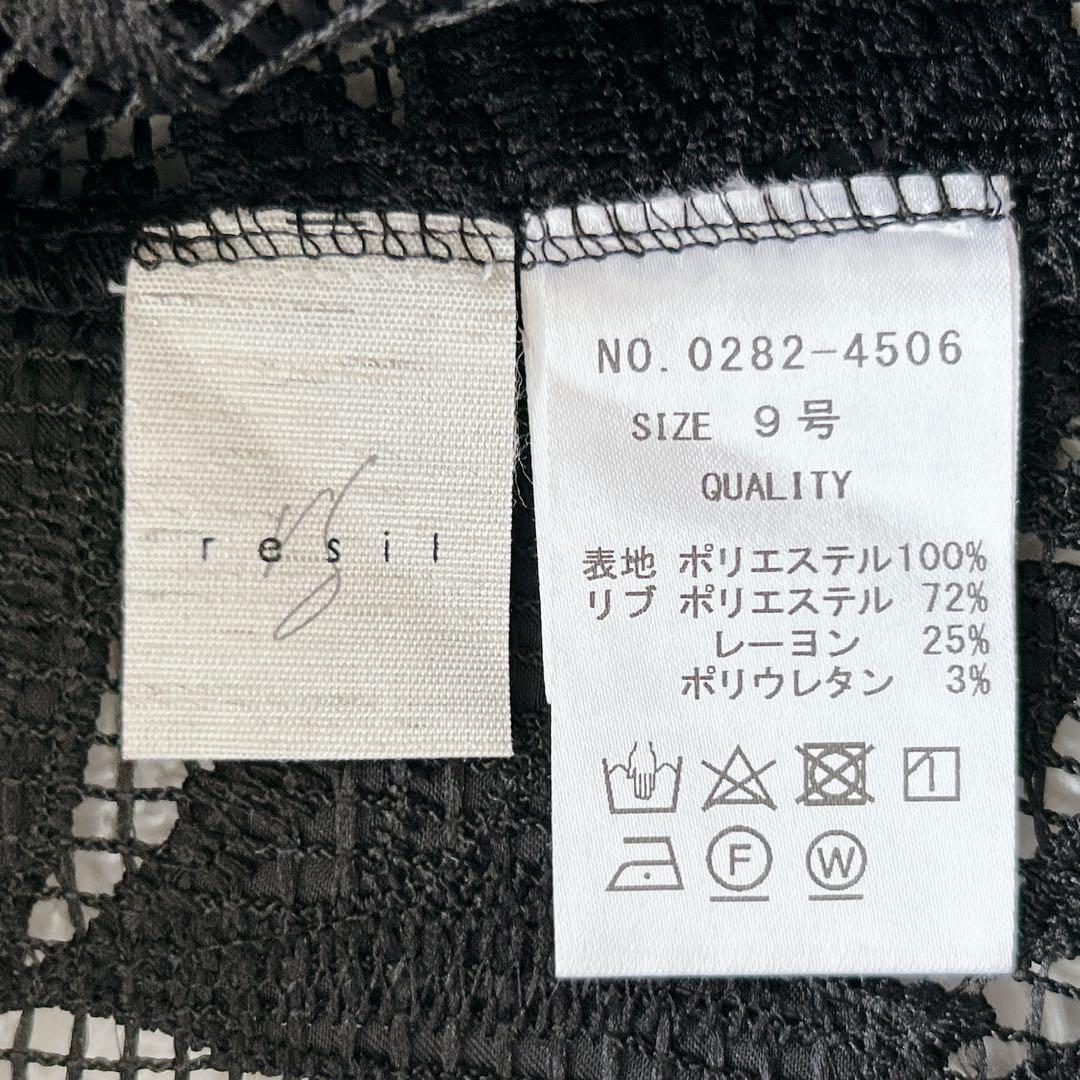 résil
NO. 0282-4506
SIZE 9号
QUALITY
表地 ポリエステル100%
リブ ポリエステル 72%
レーヨン 25%
ポリウレタン 3%
F
W